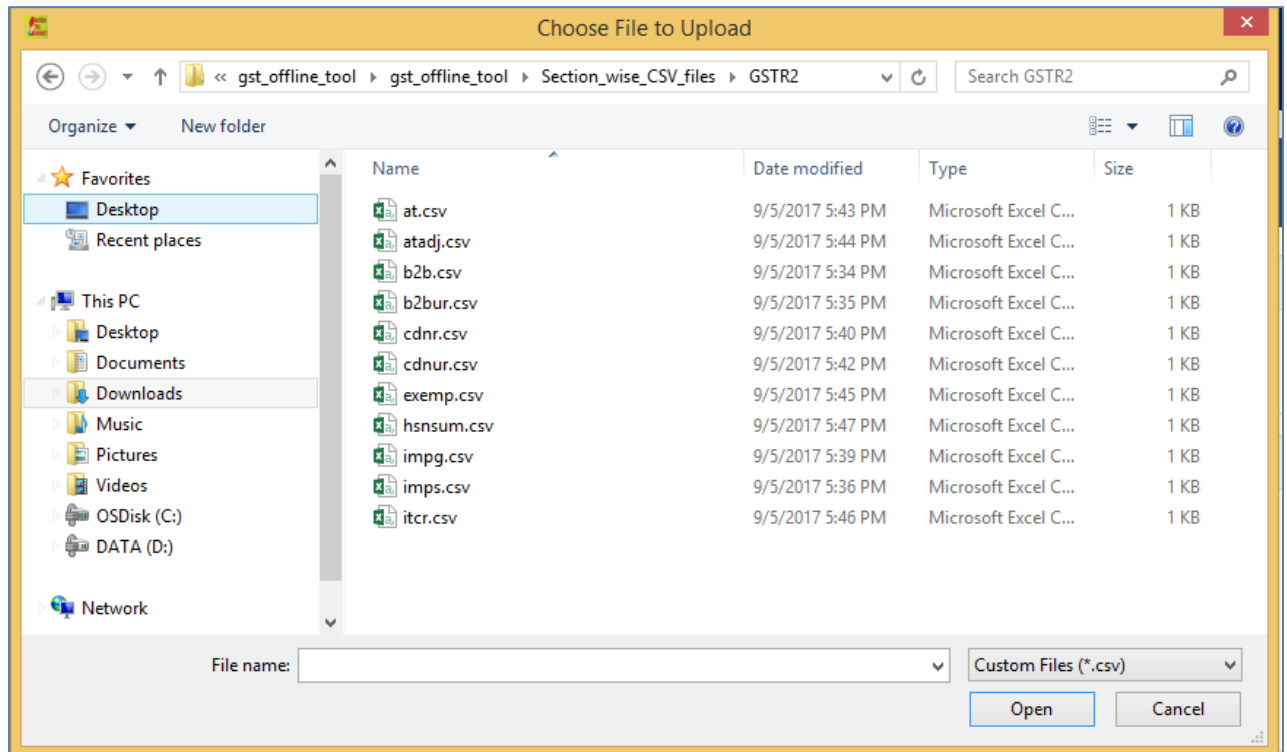 Choose File to Upload
« gst_offline_tool ▸ gst_offline_tool ▸ Section_wise_CSV_files ▸ GSTR2 Search GSTR2
Organize New folder
Name Date modified Type Size
Favorites
Desktop
Recent places
This PC
Desktop
Documents
Downloads
Music
Pictures
Videos
OSDisk (C:)
DATA (D:)
Network
at.csv 9/5/2017 5:43 PM Microsoft Excel C... 1 KB
atadj.csv 9/5/2017 5:44 PM Microsoft Excel C... 1 KB
b2b.csv 9/5/2017 5:34 PM Microsoft Excel C... 1 KB
b2bur.csv 9/5/2017 5:35 PM Microsoft Excel C... 1 KB
cdnr.csv 9/5/2017 5:40 PM Microsoft Excel C... 1 KB
cdnur.csv 9/5/2017 5:42 PM Microsoft Excel C... 1 KB
exemp.csv 9/5/2017 5:45 PM Microsoft Excel C... 1 KB
hsnsum.csv 9/5/2017 5:47 PM Microsoft Excel C... 1 KB
impg.csv 9/5/2017 5:39 PM Microsoft Excel C... 1 KB
imps.csv 9/5/2017 5:36 PM Microsoft Excel C... 1 KB
itcr.csv 9/5/2017 5:46 PM Microsoft Excel C... 1 KB
File name: Custom Files (*.csv)
Open Cancel